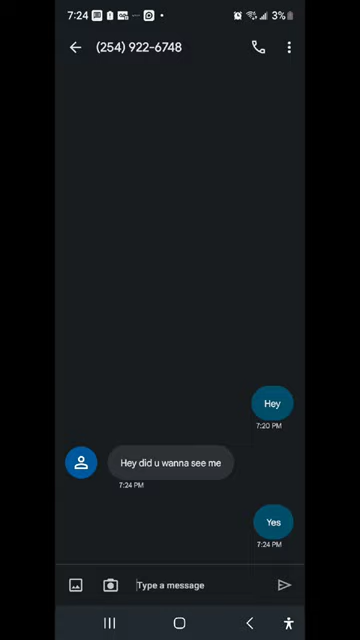 7:24 3%
(254) 922-6748
Hey
7:20 PM
Hey did u wanna see me
7:24 PM
Yes
7:24 PM
Type a message